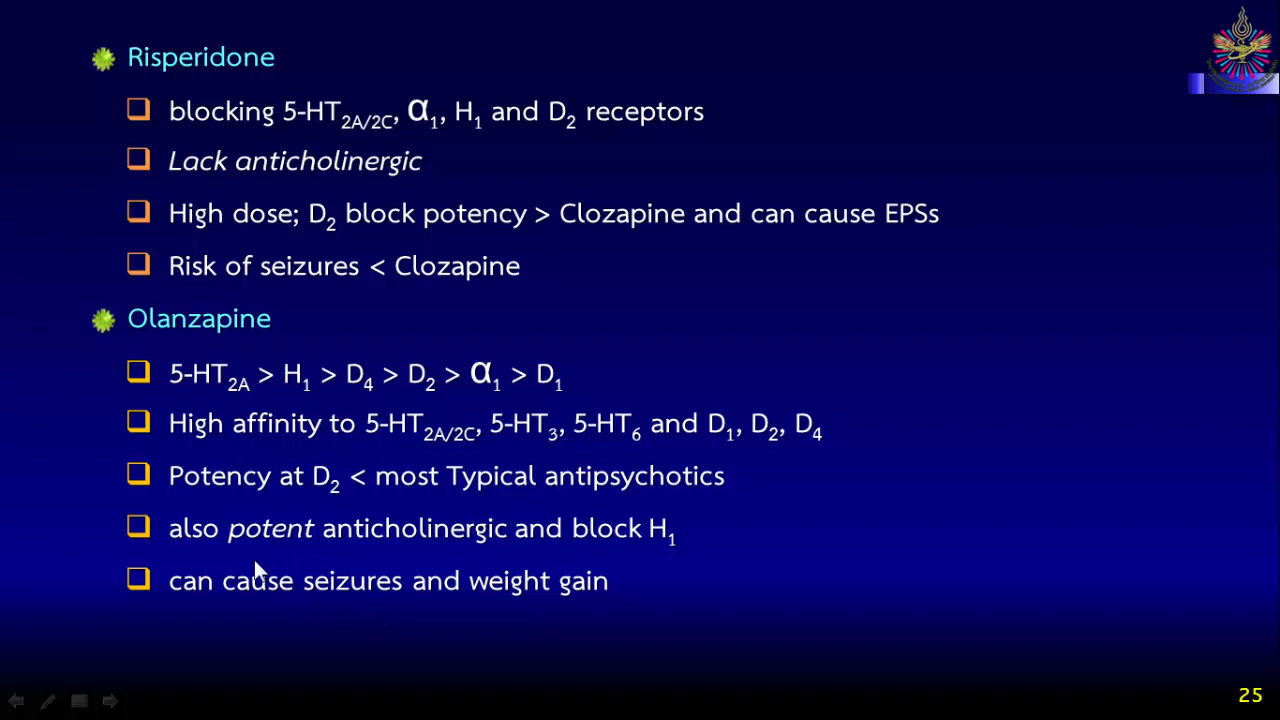 Risperidone
blocking 5-HT2A/2C, α1, H1 and D2 receptors
Lack anticholinergic
High dose; D2 block potency > Clozapine and can cause EPSs
Risk of seizures < Clozapine
Olanzapine
5-HT2A > H1 > D4 > D2 > α1 > D1
High affinity to 5-HT2A/2C, 5-HT3, 5-HT6 and D1, D2, D4
Potency at D2 < most Typical antipsychotics
also potent anticholinergic and block H1
can cause seizures and weight gain
25